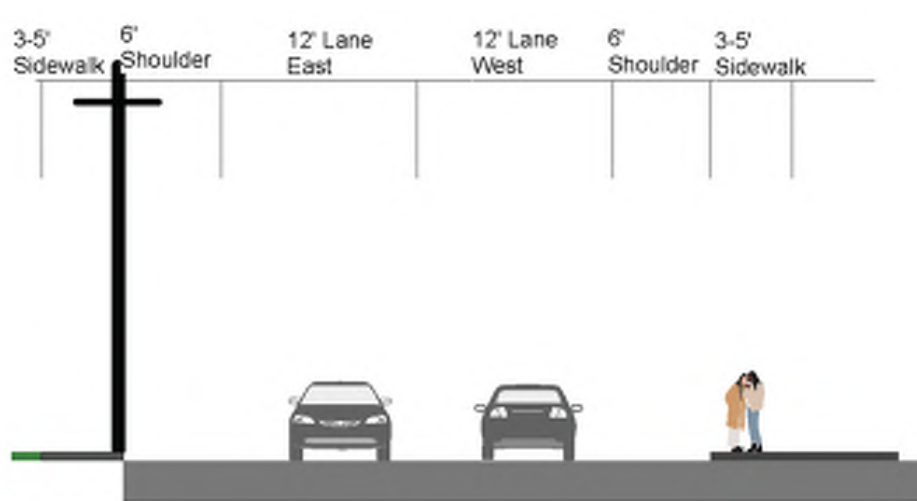 3-5'
Sidewalk
6'
Shoulder
12' Lane
East
12' Lane
West
6'
Shoulder
3-5'
Sidewalk